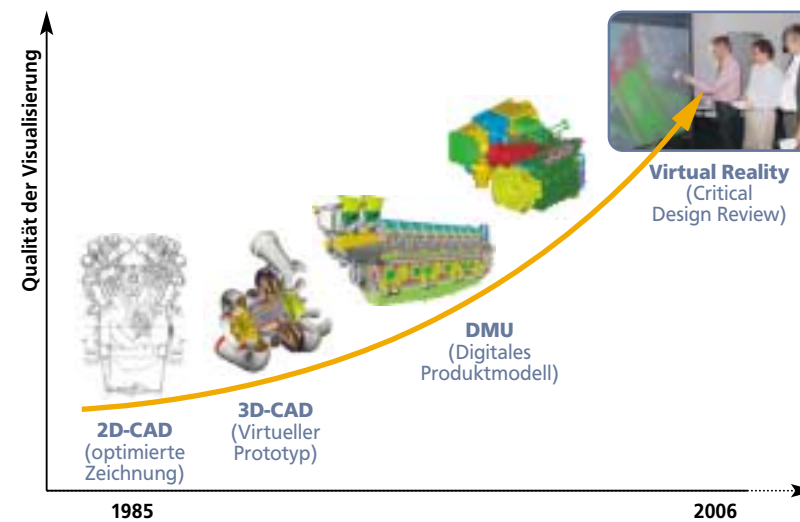 Qualität der Visualisierung
Virtual Reality
(Critical
Design Review)
DMU
(Digitales
Produktmodell)
3D-CAD
(Virtueller
Prototyp)
2D-CAD
(optimierte
Zeichnung)
1985
2006